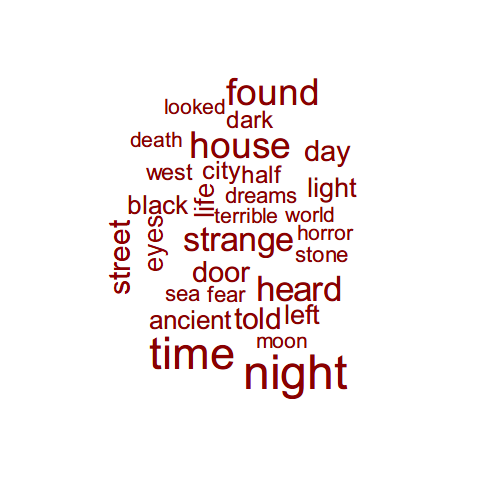 found
looked
dark
death
house
day
west
city
half
light
life
dreams
black
terrible
world
street
eyes
strange
horror
stone
door
sea
fear
heard
ancient
told
left
moon
time
night